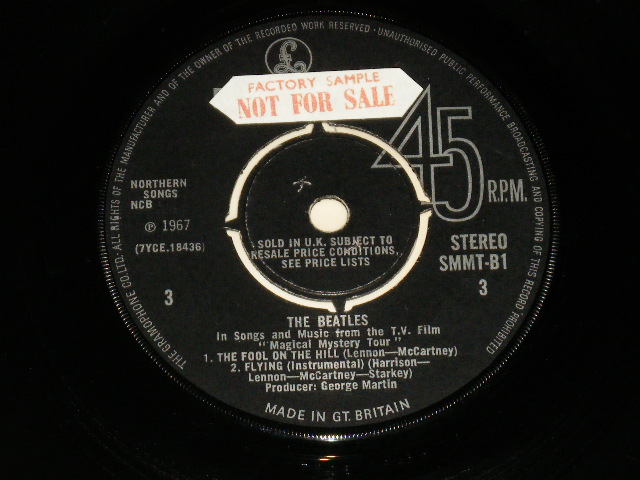 THE GRAMOPHONE CO.LTD. ALL RIGHTS OF THE MANUFACTURER AND OF THE OWNER OF THE RECORDED WORK RESERVED · UNAUTHORISED PUBLIC PERFORMANCE BROADCASTING AND COPYING OF THIS RECORD PROHIBITED
£
FACTORY SAMPLE
NOT FOR SALE
45
R.P.M.
NORTHERN
SONGS
NCB
℗ 1967
(7YCE.18436)
3
SOLD IN U.K. SUBJECT TO
RESALE PRICE CONDITIONS,
SEE PRICE LISTS
STEREO
SMMT-B1
3
THE BEATLES
In Songs and Music from the T.V. Film
"Magical Mystery Tour"
1. THE FOOL ON THE HILL (Lennon—McCartney)
2. FLYING (Instrumental) (Harrison—
Lennon—McCartney—Starkey)
Producer: George Martin
MADE IN GT. BRITAIN